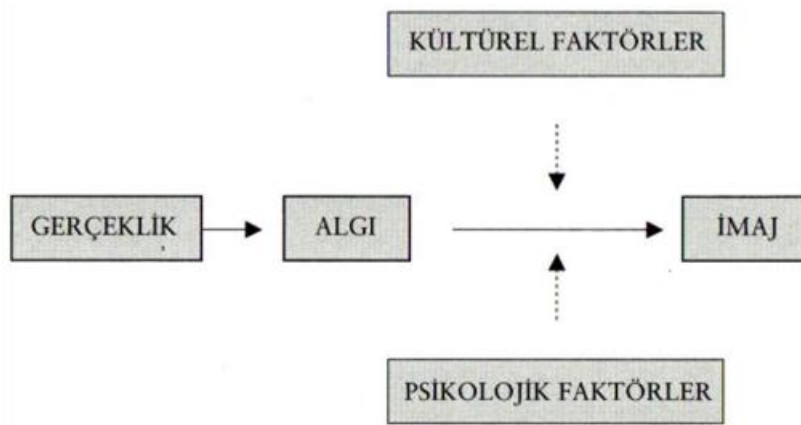 KÜLTÜREL FAKTÖRLER
GERÇEKLİK
ALGI
İMAJ
PSİKOLOJİK FAKTÖRLER